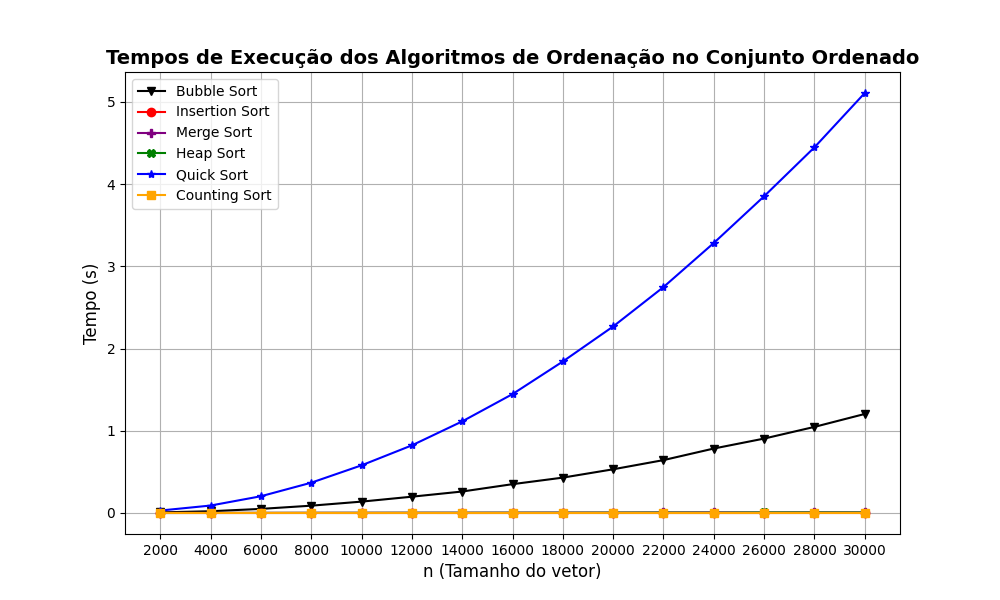 Tempos de Execução dos Algoritmos de Ordenação no Conjunto Ordenado
Bubble Sort
Insertion Sort
Merge Sort
Heap Sort
Quick Sort
Counting Sort
Tempo (s)
5
4
3
2
1
0
2000 4000 6000 8000 10000 12000 14000 16000 18000 20000 22000 24000 26000 28000 30000
n (Tamanho do vetor)